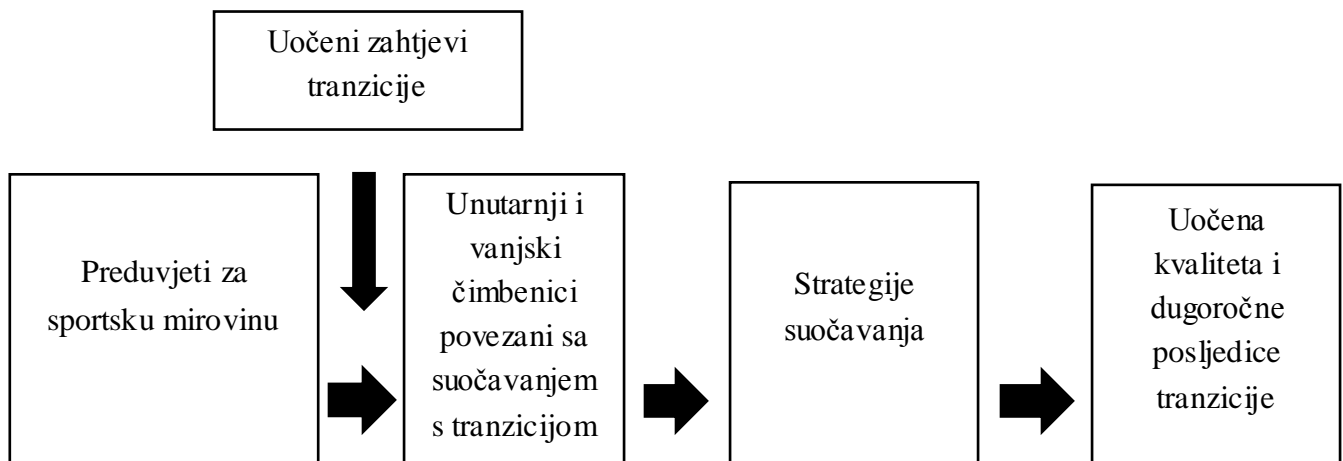 Uočeni zahtjevi
tranzicije
Preduvjeti za
sportsku mirovinu
Unutarnji i
vanjski
čimbenici
povezani sa
suočavanjem
s tranzicijom
Strategije
suočavanja
Uočena
kvaliteta i
dugoročne
posljedice
tranzicije